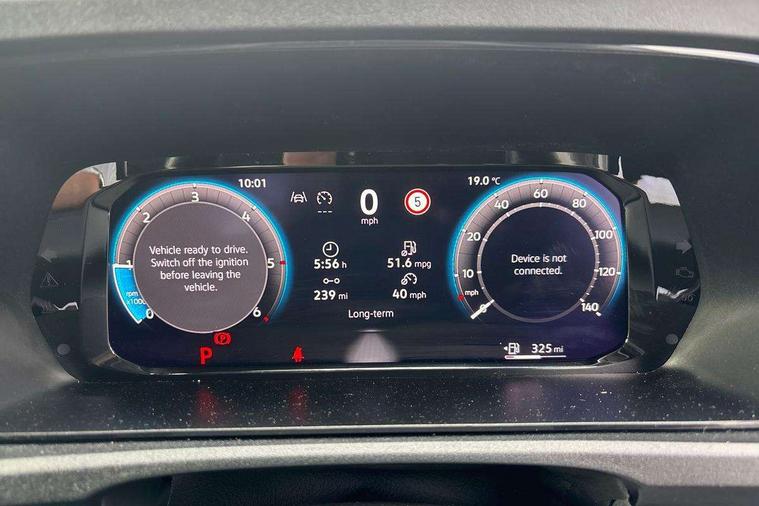 10:01
0
mph
5
19.0 °C
Vehicle ready to drive.
Switch off the ignition
before leaving the
vehicle.
0
1
2
3
4
5
6
rpm
x1000
5:56 h
51.6 mpg
239 mi
40 mph
Long-term
Device is not
connected.
0
10
20
40
60
80
100
120
140
mph
P
P
325 mi